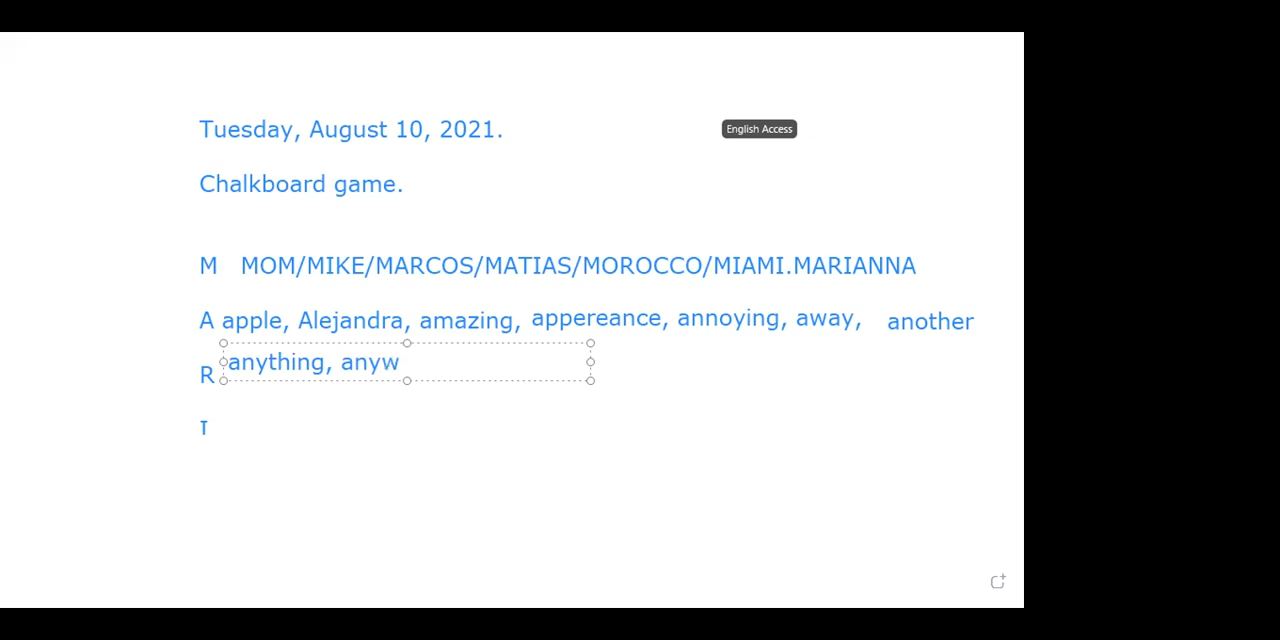 Tuesday, August 10, 2021.
English Access
Chalkboard game.
M MOM/MIKE/MARCOS/MATIAS/MOROCCO/MIAMI.MARIANNA
A apple, Alejandra, amazing, appereance, annoying, away, another
anything, anyw
R
I